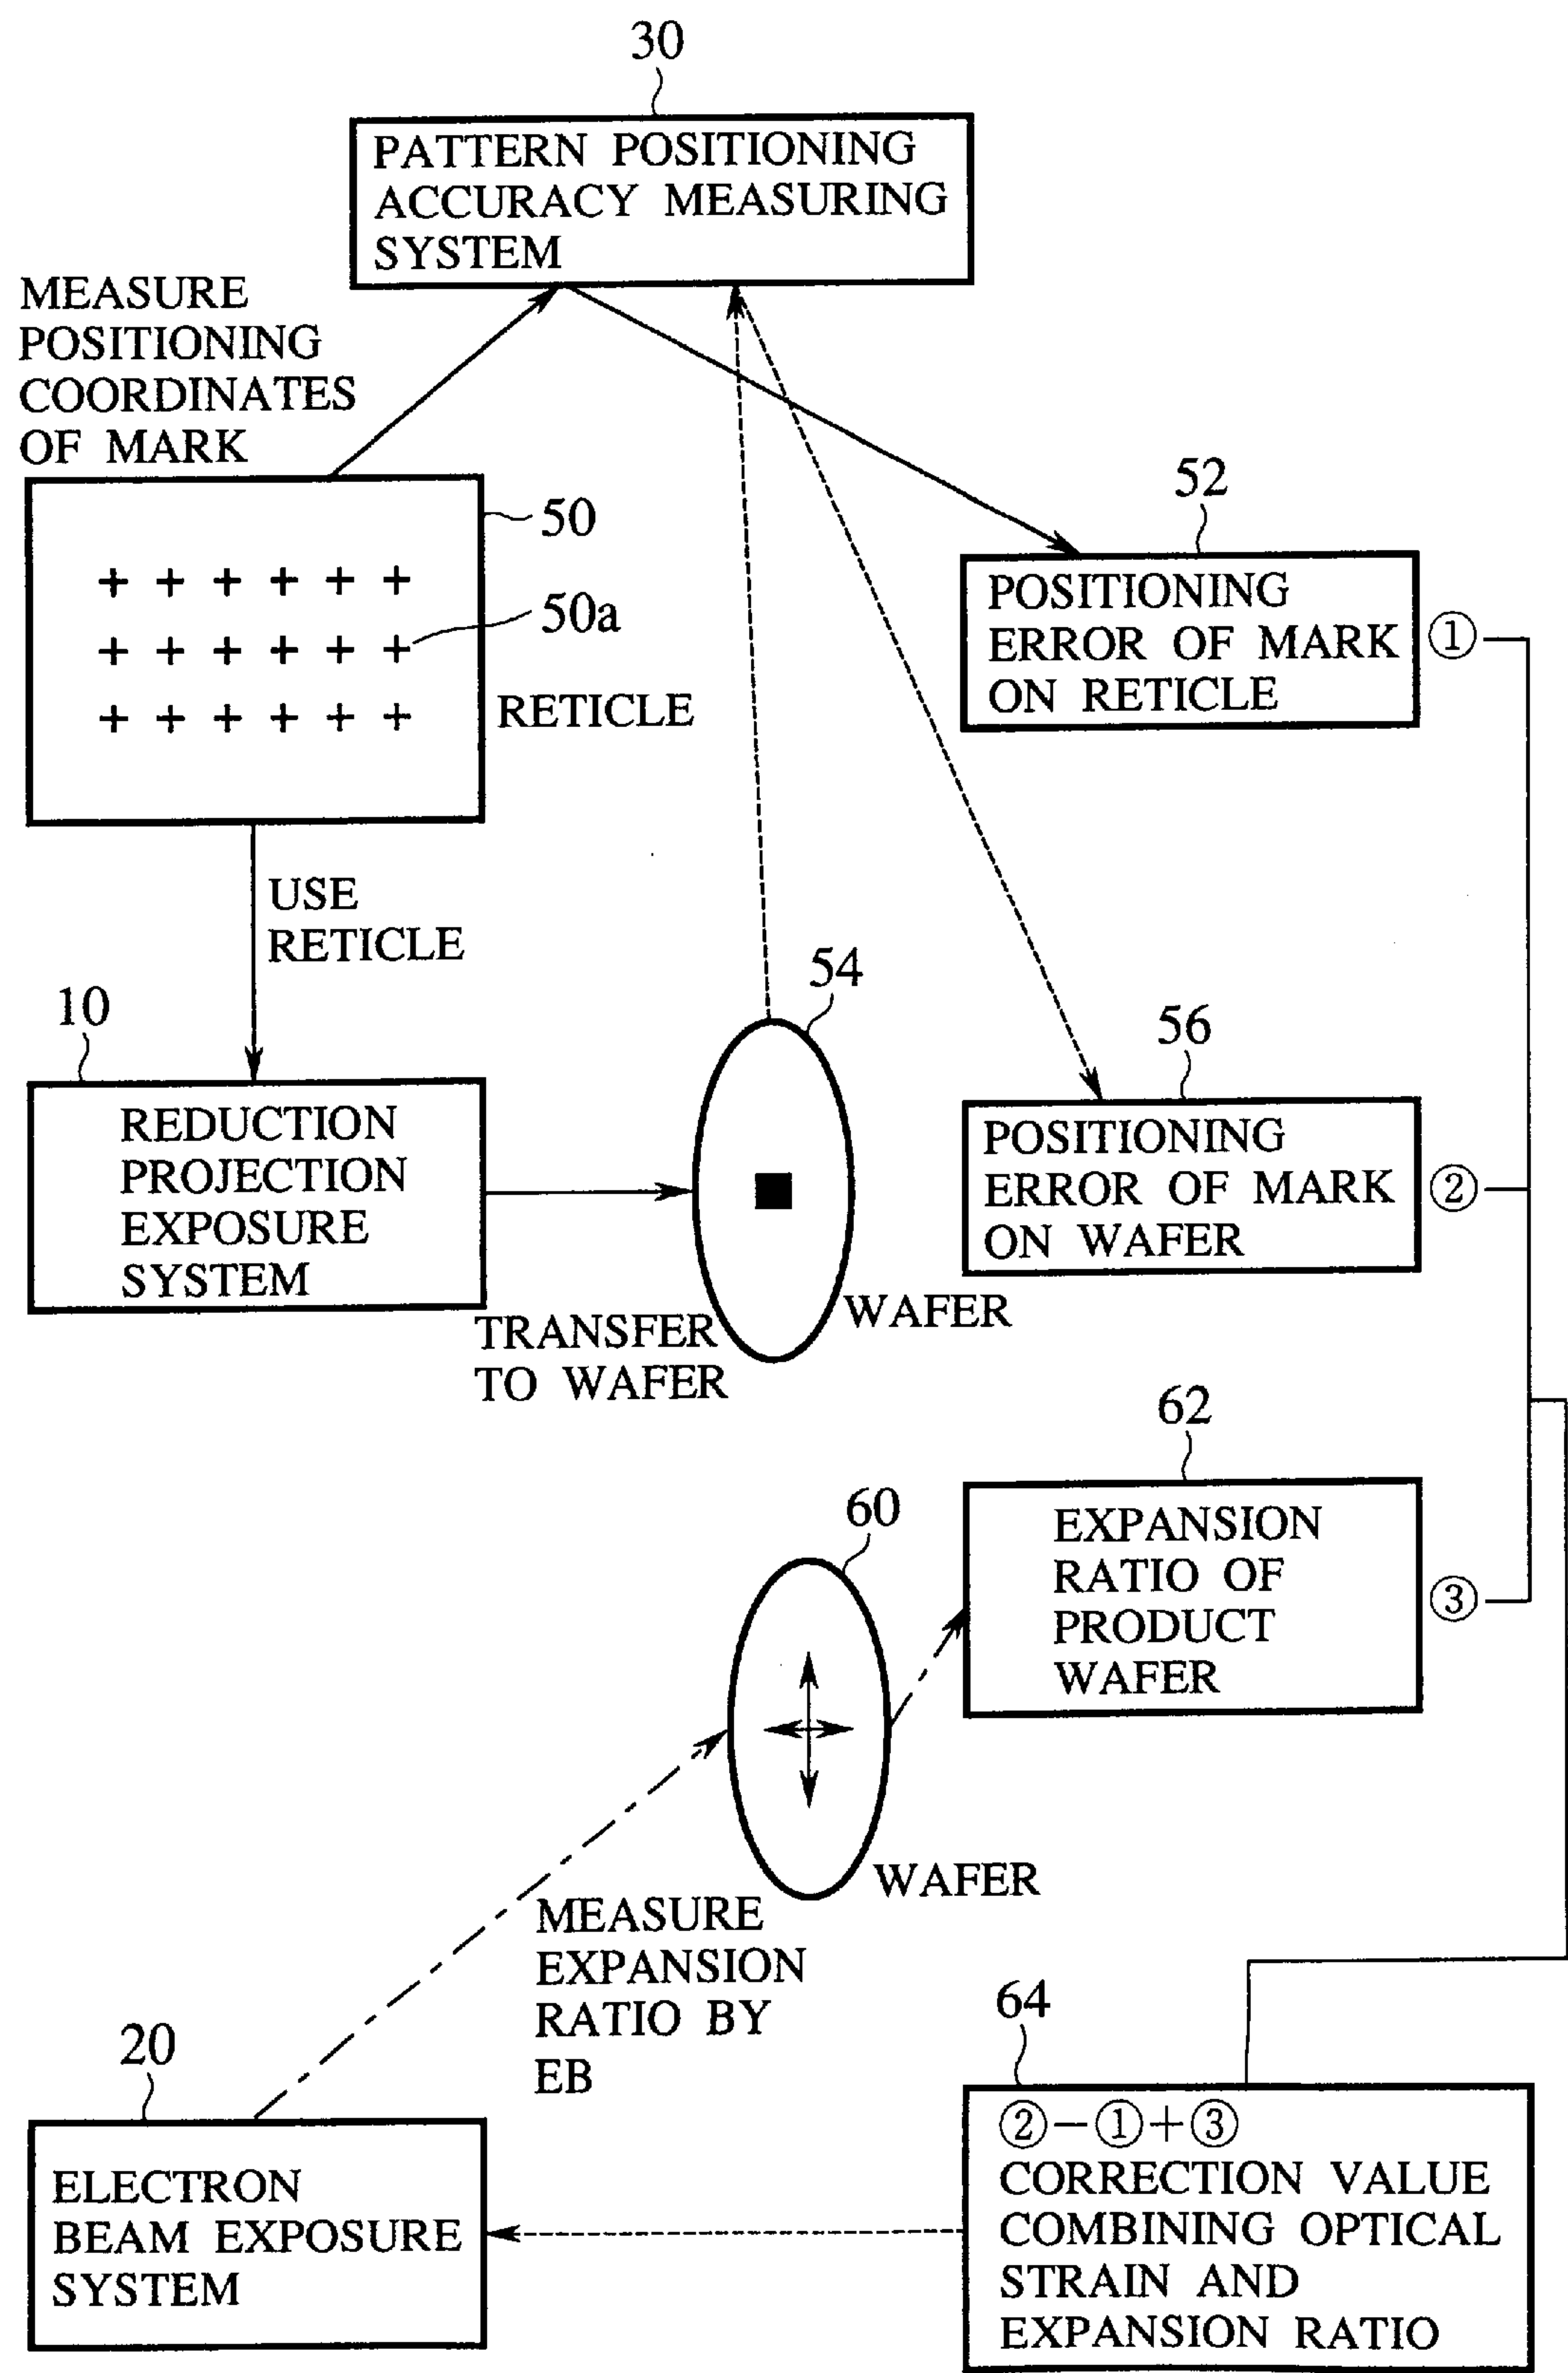 30
PATTERN POSITIONING
ACCURACY MEASURING
SYSTEM
MEASURE
POSITIONING
COORDINATES
OF MARK
50
50a
RETICLE
52
POSITIONING
ERROR OF MARK
ON RETICLE
①
USE
RETICLE
10
REDUCTION
PROJECTION
EXPOSURE
SYSTEM
TRANSFER
TO WAFER
54
WAFER
56
POSITIONING
ERROR OF MARK
ON WAFER
②
62
EXPANSION
RATIO OF
PRODUCT
WAFER
③
60
WAFER
MEASURE
EXPANSION
RATIO BY
EB
20
ELECTRON
BEAM EXPOSURE
SYSTEM
64
②−①+③
CORRECTION VALUE
COMBINING OPTICAL
STRAIN AND
EXPANSION RATIO